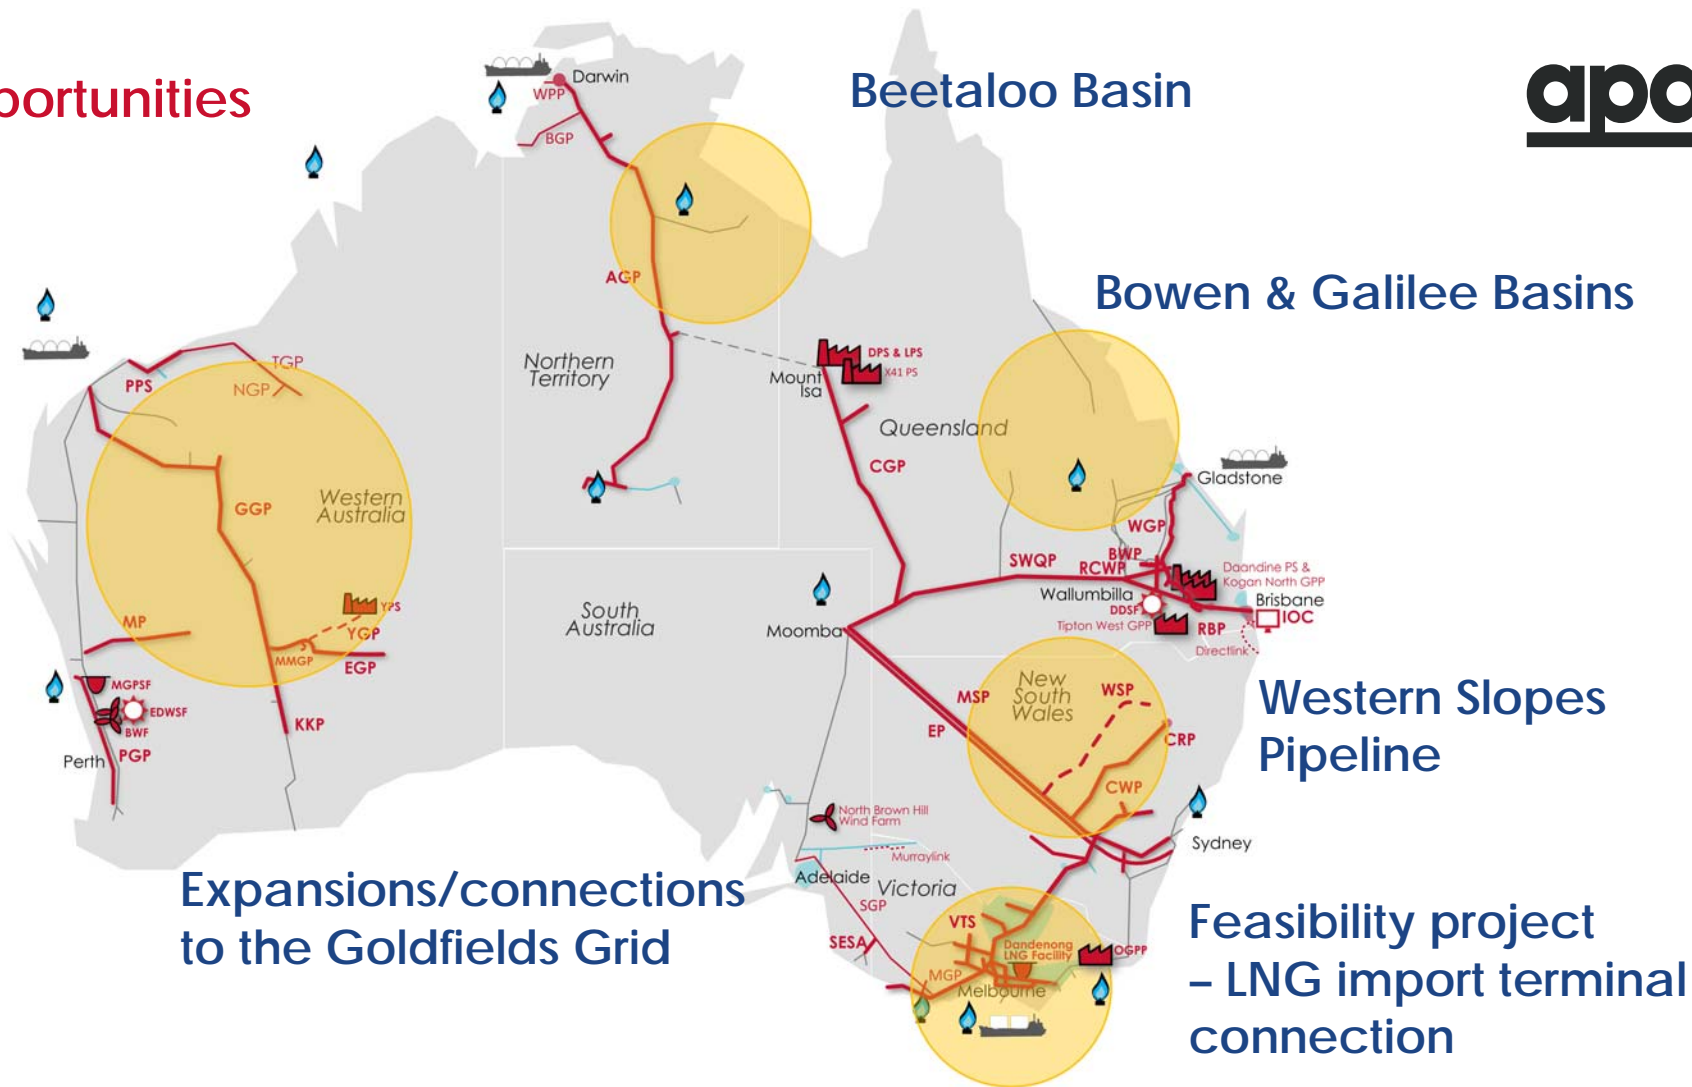 portunities
apa
Beetaloo Basin
Bowen & Galilee Basins
Western Slopes
Pipeline
Feasibility project
– LNG import terminal
connection
Expansions/connections
to the Goldfields Grid
Darwin
WPP
BGP
AGP
Northern
Territory
DPS & LPS
X41 PS
Mount
Isa
Queensland
CGP
Gladstone
WGP
BWP
SWQP
RCWP
Daandine PS &
Kogan North GPP
Wallumbilla
DDSF
Brisbane
IOC
Tipton West GPP
RBP
Directlink
TGP
PPS
NGP
Western
Australia
GGP
YPS
MP
YGP
MMGP
EGP
MGPSF
EDWSF
BWF
KKP
Perth
PGP
South
Australia
Moomba
New
South
Wales
MSP
WSP
EP
CRP
CWP
Sydney
North Brown Hill
Wind Farm
Murraylink
Adelaide
Victoria
SGP
SESA
VTS
Dandenong
LNG Facility
OGPP
MGP
Melbourne